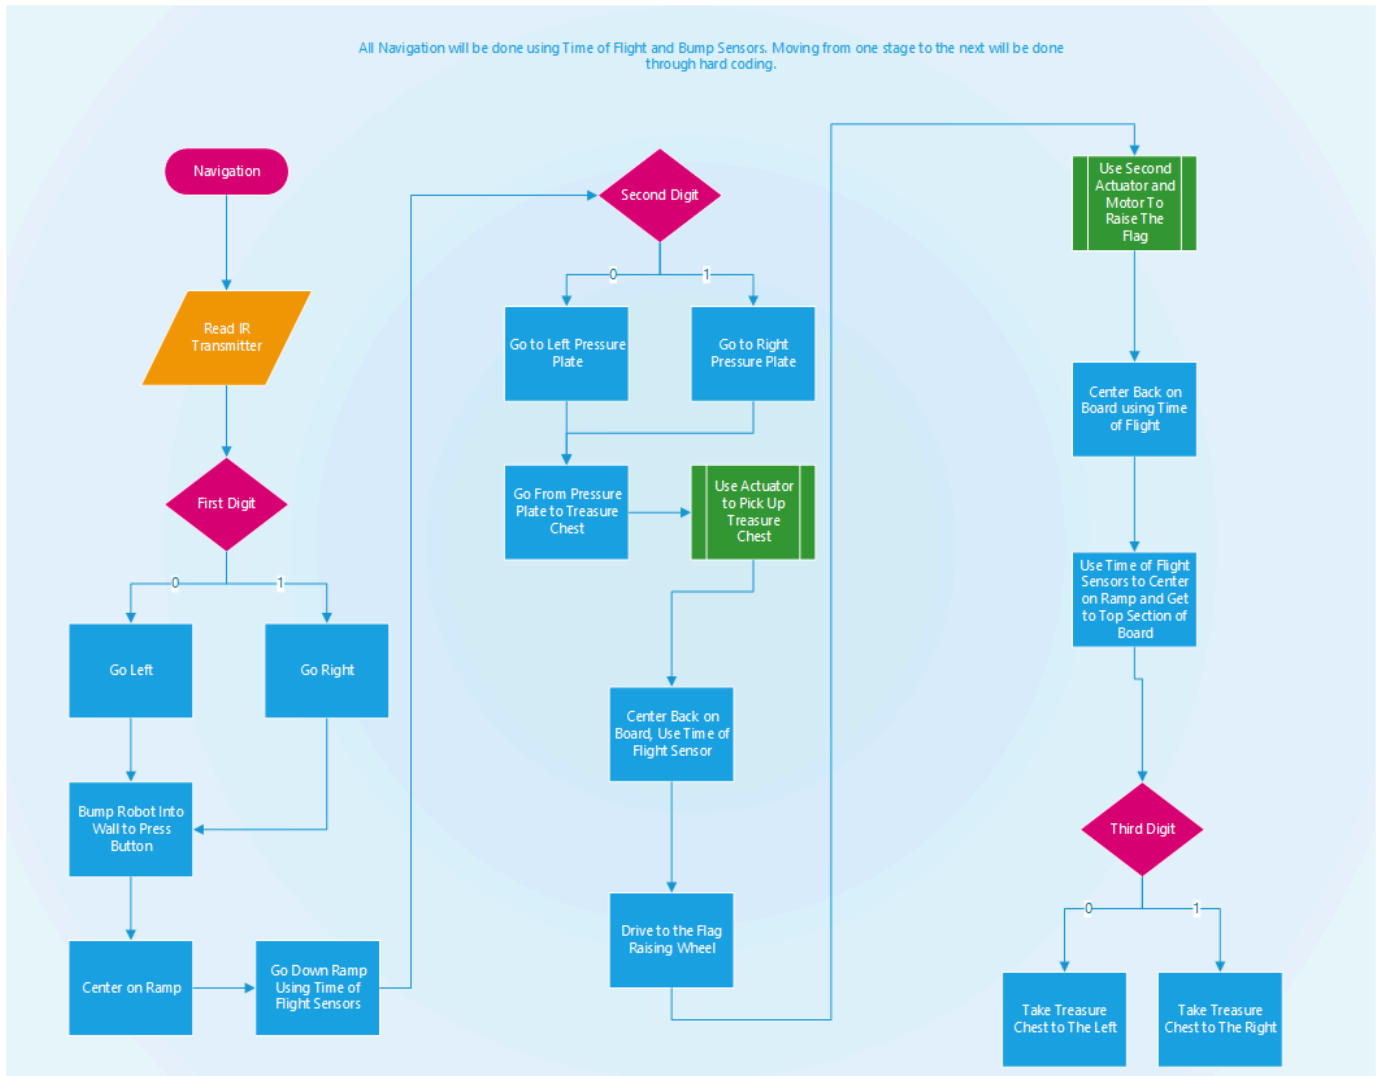 All Navigation will be done using Time of Flight and Bump Sensors. Moving from one stage to the next will be done
through hard coding.
Navigation
Read IR
Transmitter
First Digit
0
1
Go Left
Go Right
Bump Robot Into
Wall to Press
Button
Center on Ramp
Go Down Ramp
Using Time of
Flight Sensors
Second Digit
0
1
Go to Left Pressure
Plate
Go to Right
Pressure Plate
Go From Pressure
Plate to Treasure
Chest
Use Actuator
to Pick Up
Treasure
Chest
Center Back on
Board, Use Time of
Flight Sensor
Drive to the Flag
Raising Wheel
Use Second
Actuator and
Motor To
Raise The
Flag
Center Back on
Board using Time
of Flight
Use Time of Flight
Sensors to Center
on Ramp and Get
to Top Section of
Board
Third Digit
0
1
Take Treasure
Chest to The Left
Take Treasure
Chest to The Right